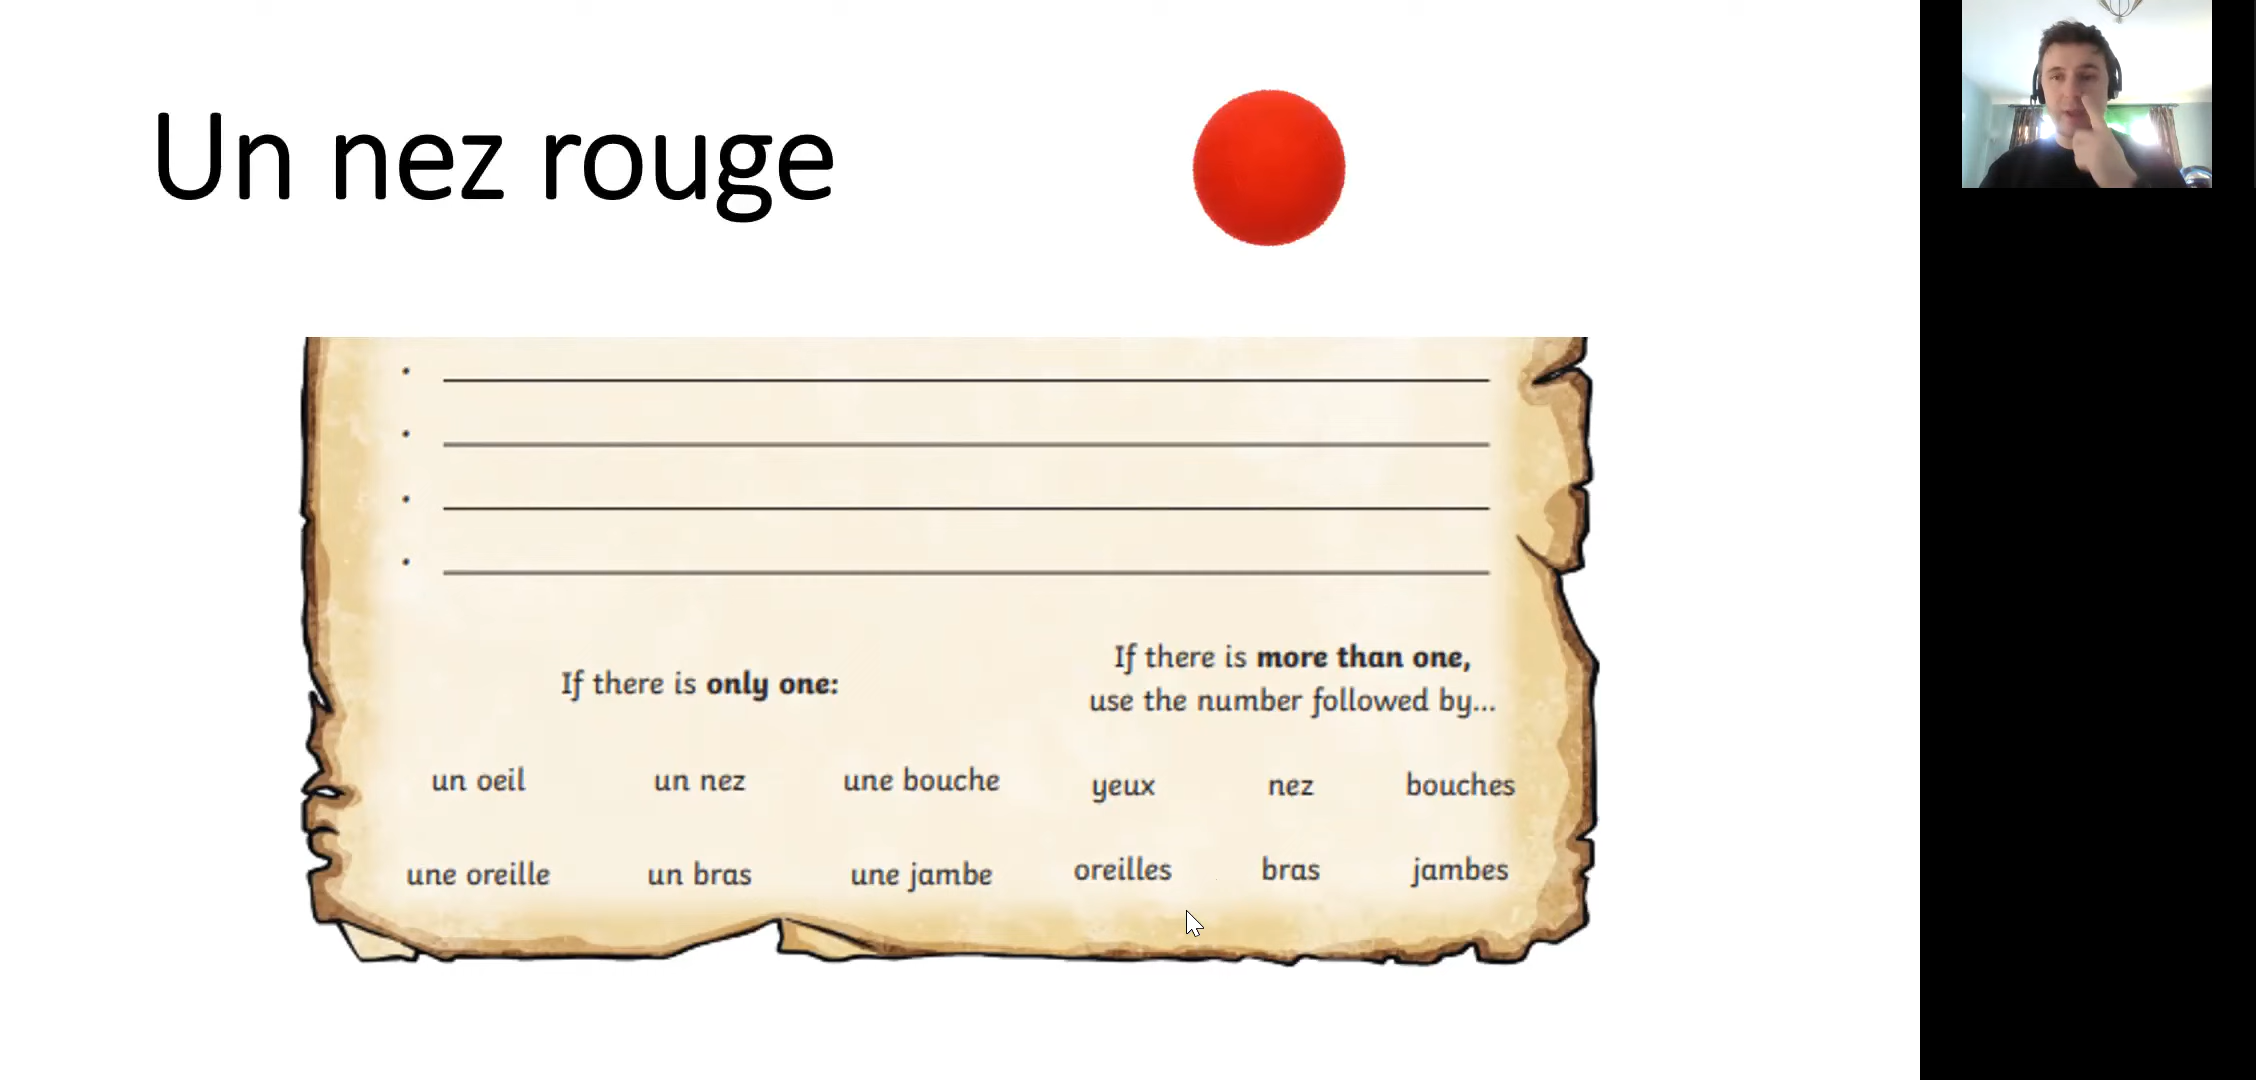 Un nez rouge
If there is only one:
If there is more than one,
use the number followed by...
un oeil un nez une bouche yeux nez bouches
une oreille un bras une jambe oreilles bras jambes